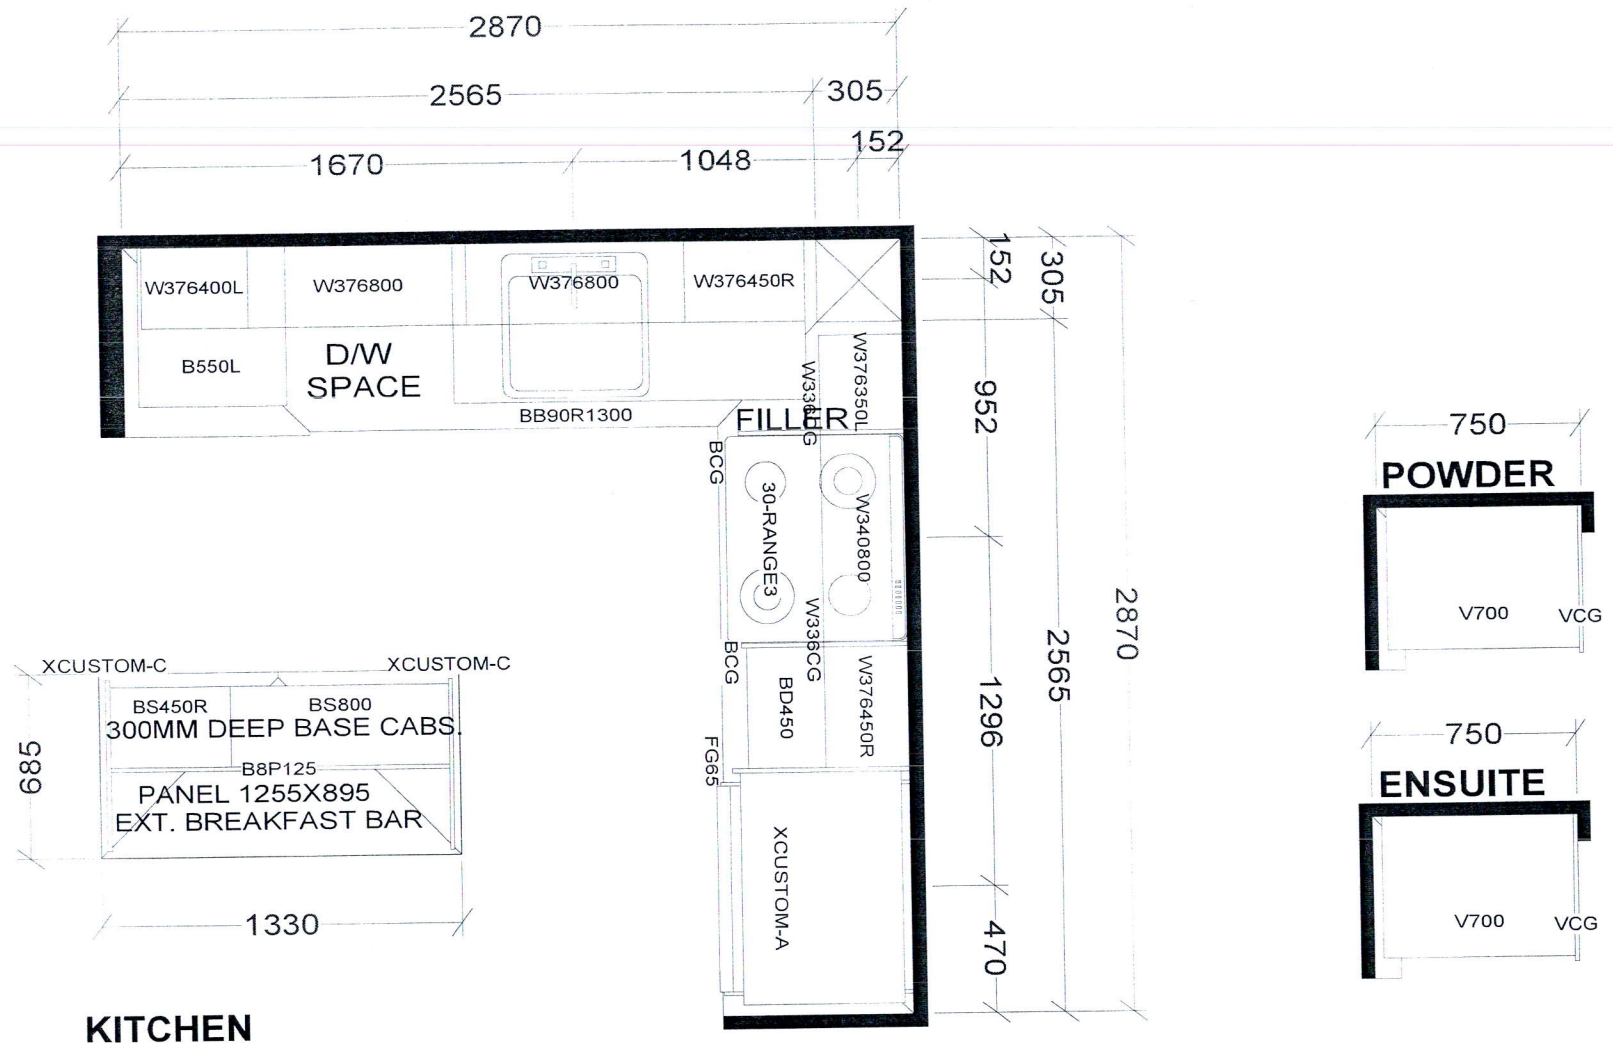 2870
2565
305
152
1670
1048
W376400L
W376800
W376800
W376450R
B550L
D/W
SPACE
BB90R1300
FILLER
W376350L
W336CG
BCG
30-RANGE3
W340800
W336CG
BCG
BD450
W376450R
FG65
XCUSTOM-A
152
305
952
2870
2565
1296
470
XCUSTOM-C
XCUSTOM-C
BS450R
BS800
300MM DEEP BASE CABS.
B8P125
PANEL 1255X895
EXT. BREAKFAST BAR
685
1330
KITCHEN
750
POWDER
V700
VCG
750
ENSUITE
V700
VCG